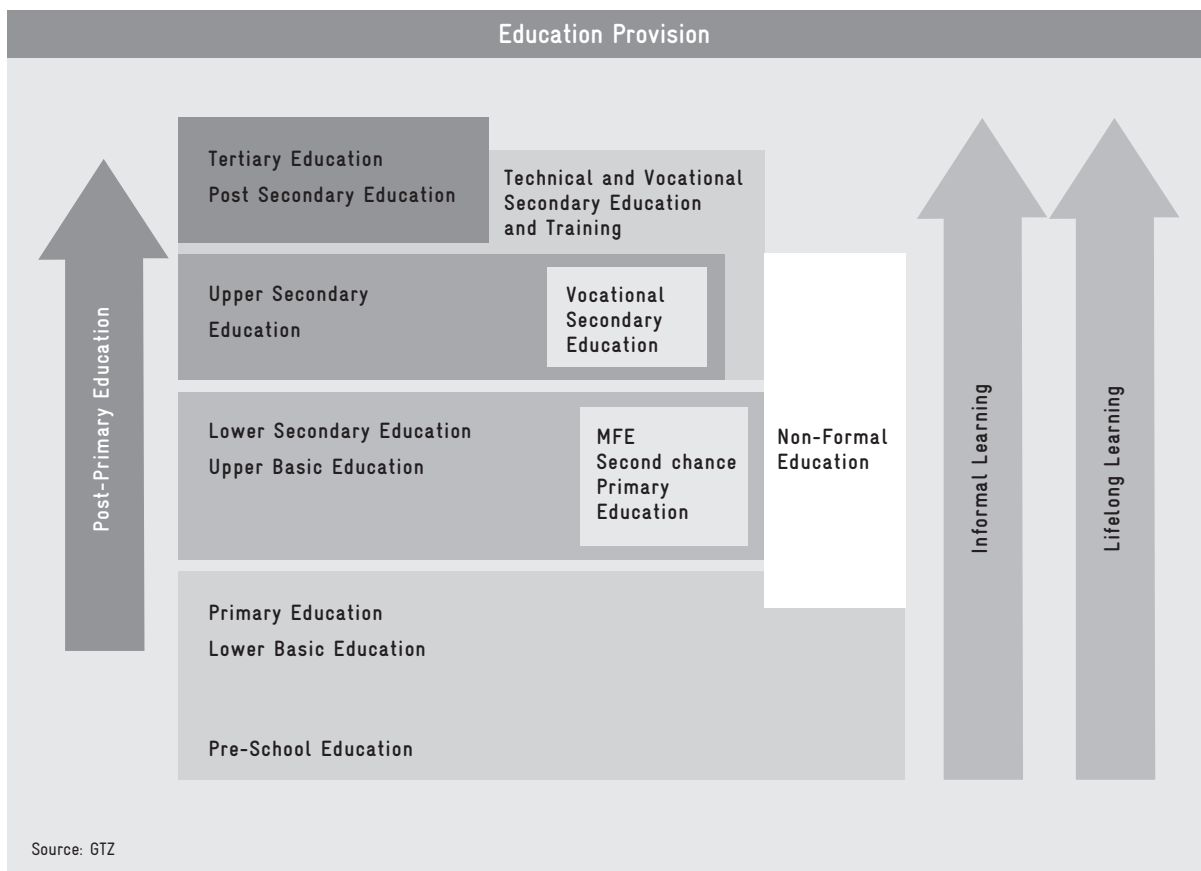 Education Provision
Post-Primary Education
Tertiary Education
Post Secondary Education
Technical and Vocational
Secondary Education
and Training
Upper Secondary
Education
Vocational
Secondary
Education
Lower Secondary Education
Upper Basic Education
MFE
Second chance
Primary
Education
Non-Formal
Education
Primary Education
Lower Basic Education
Pre-School Education
Informal Learning
Lifelong Learning
Source: GTZ